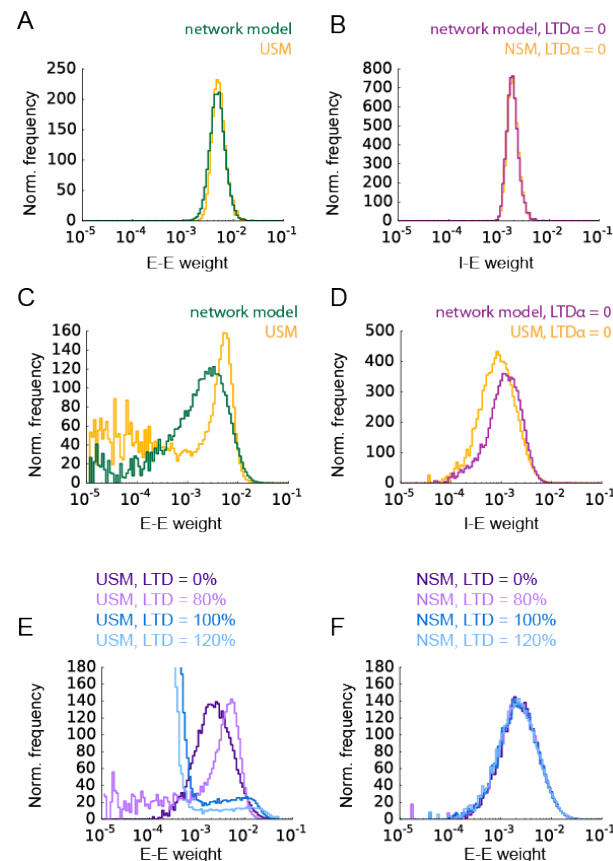 A
network model
USM
Norm. frequency
250
200
150
100
50
0
10-5 10-4 10-3 10-2 10-1
E-E weight
B
network model, LTDα = 0
NSM, LTDα = 0
Norm. frequency
800
700
600
500
400
300
200
100
0
10-5 10-4 10-3 10-2 10-1
I-E weight
C
network model
USM
Norm. frequency
160
140
120
100
80
60
40
20
0
10-5 10-4 10-3 10-2 10-1
E-E weight
D
network model, LTDα = 0
USM, LTDα = 0
Norm. frequency
500
400
300
200
100
0
10-5 10-4 10-3 10-2 10-1
I-E weight
USM, LTD = 0%
USM, LTD = 80%
USM, LTD = 100%
USM, LTD = 120%
E
Norm. frequency
180
160
140
120
100
80
60
40
20
0
10-5 10-4 10-3 10-2 10-1
E-E weight
NSM, LTD = 0%
NSM, LTD = 80%
NSM, LTD = 100%
NSM, LTD = 120%
F
Norm. frequency
180
160
140
120
100
80
60
40
20
0
10-5 10-4 10-3 10-2 10-1
E-E weight